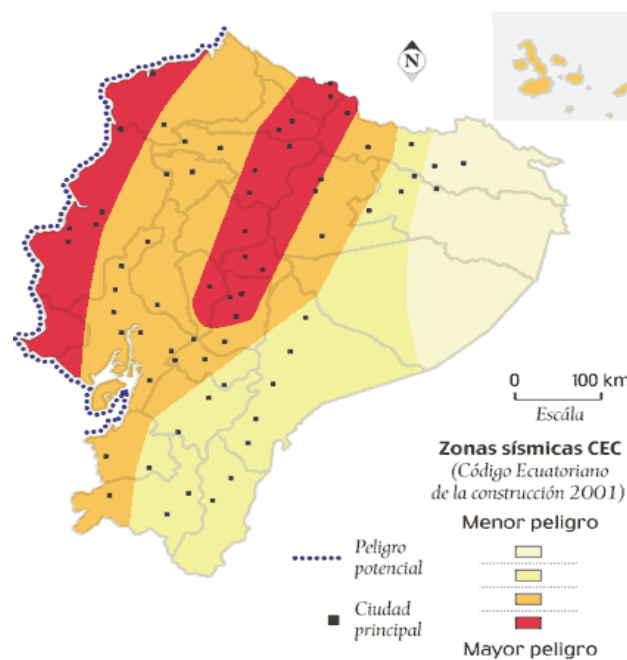 N
0 100 km
Escála
Zonas sísmicas CEC
(Código Ecuatoriano
de la construcción 2001)
Menor peligro
Mayor peligro
Peligro
potencial
Ciudad
principal